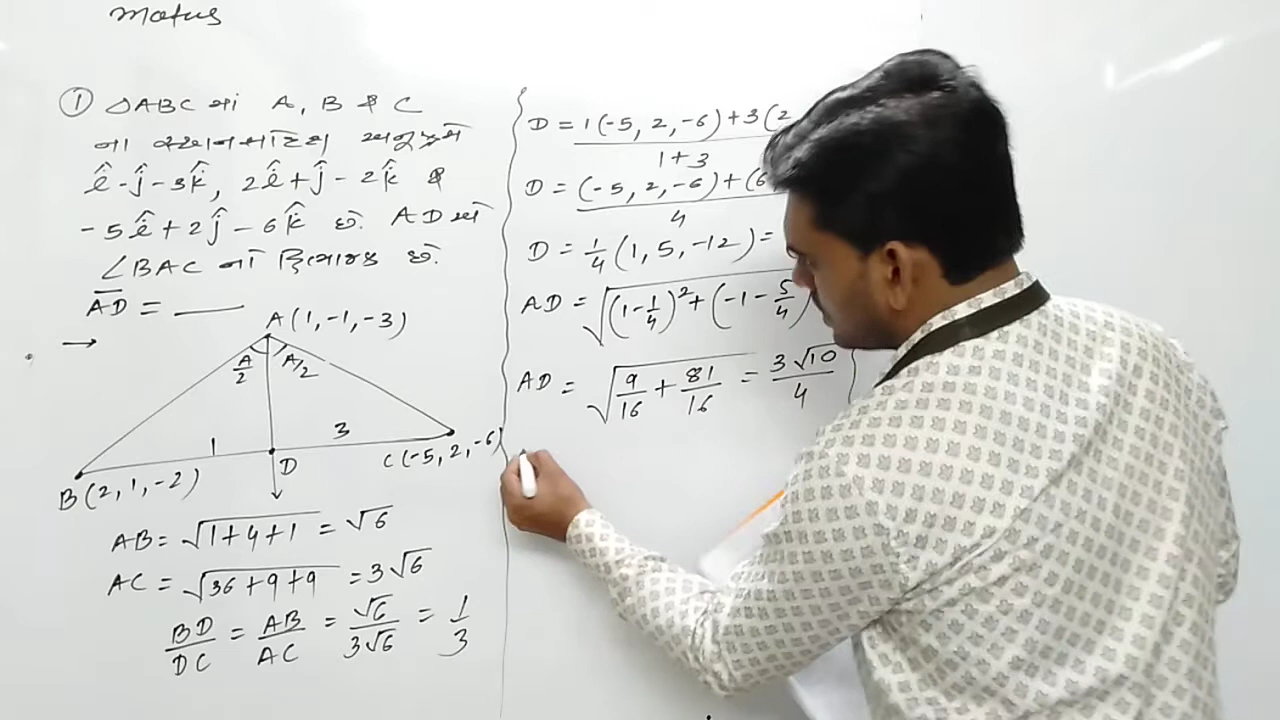 Matus
① △ABC માં A, B & C
ના સ્થાનસદિશ અનુક્રમે
î - ĵ - 3k̂, 2î + ĵ - 2k̂ &
-5î + 2ĵ - 6k̂ છે. AD એ
∠BAC નો દ્વિભાજક છે.
A̅D̅ = ____
→
A(1, -1, -3)
A/2 A/2
1 3
B(2, 1, -2) D C(-5, 2, -6)
AB = √(1+4+1) = √6
AC = √(36+9+9) = 3√6
BD/DC = AB/AC = √6/3√6 = 1/3
D = 1(-5, 2, -6) + 3(2 / 1+3
D = (-5, 2, -6) + (6 / 4
D = 1/4 (1, 5, -12) =
AD = √(1 - 1/4)² + (-1 - 5/4)
AD = √(9/16 + 81/16) = 3√10/4